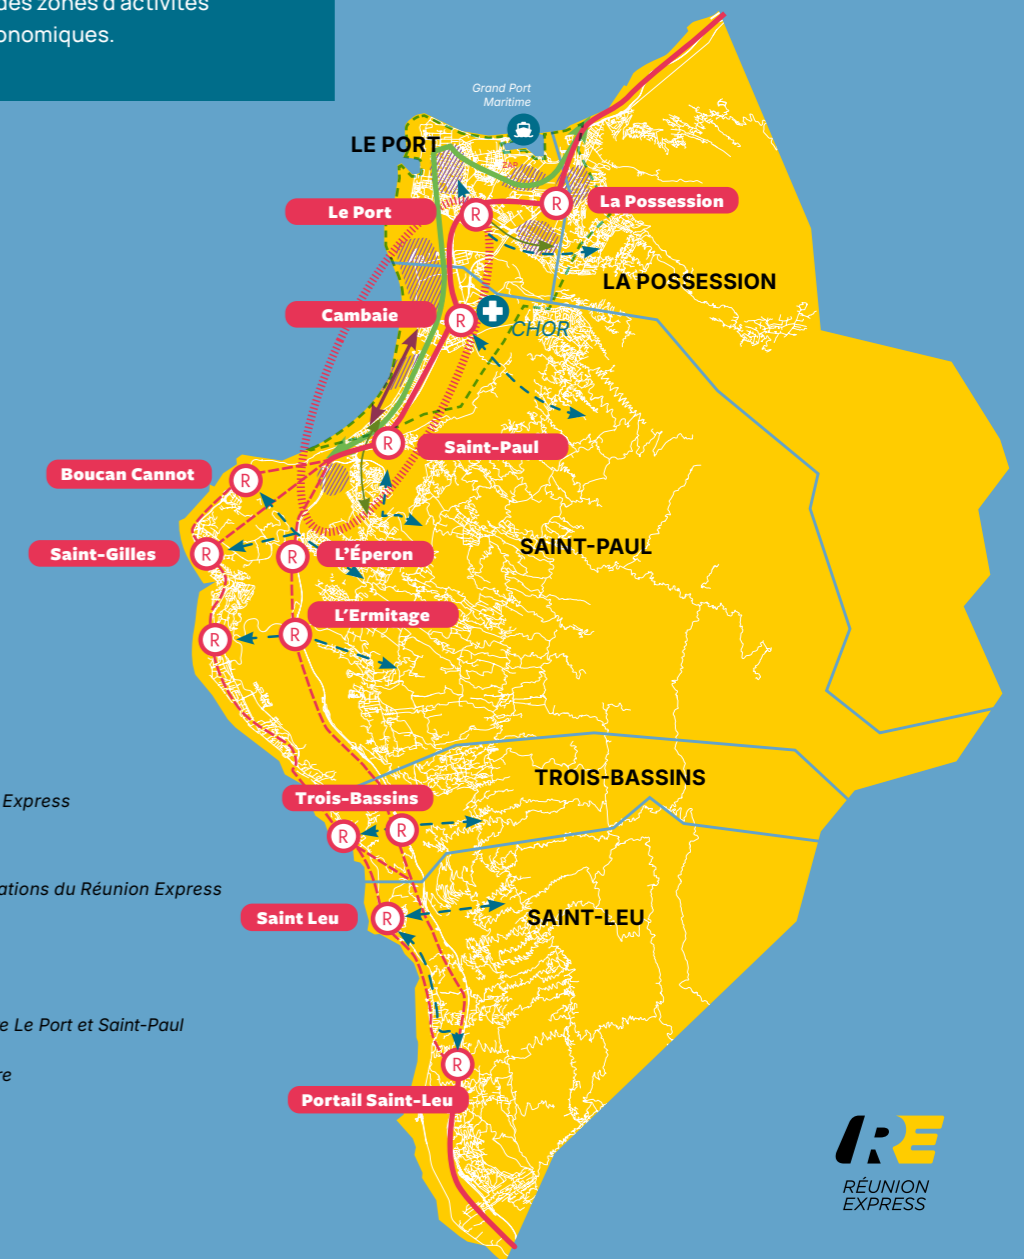 des zones d'activités
onomiques.
Grand Port
Maritime
LE PORT
ZAP
Le Port
R
R
La Possession
LA POSSESSION
Cambaie
R
CHOR
R
Saint-Paul
Boucan Cannot
R
Saint-Gilles
R
R
L'Éperon
SAINT-PAUL
L'Ermitage
R
R
TROIS-BASSINS
Trois-Bassins
Express
R
R
ations du Réunion Express
Saint Leu
R
SAINT-LEU
e Le Port et Saint-Paul
R
re
Portail Saint-Leu
RE
RÉUNION
EXPRESS